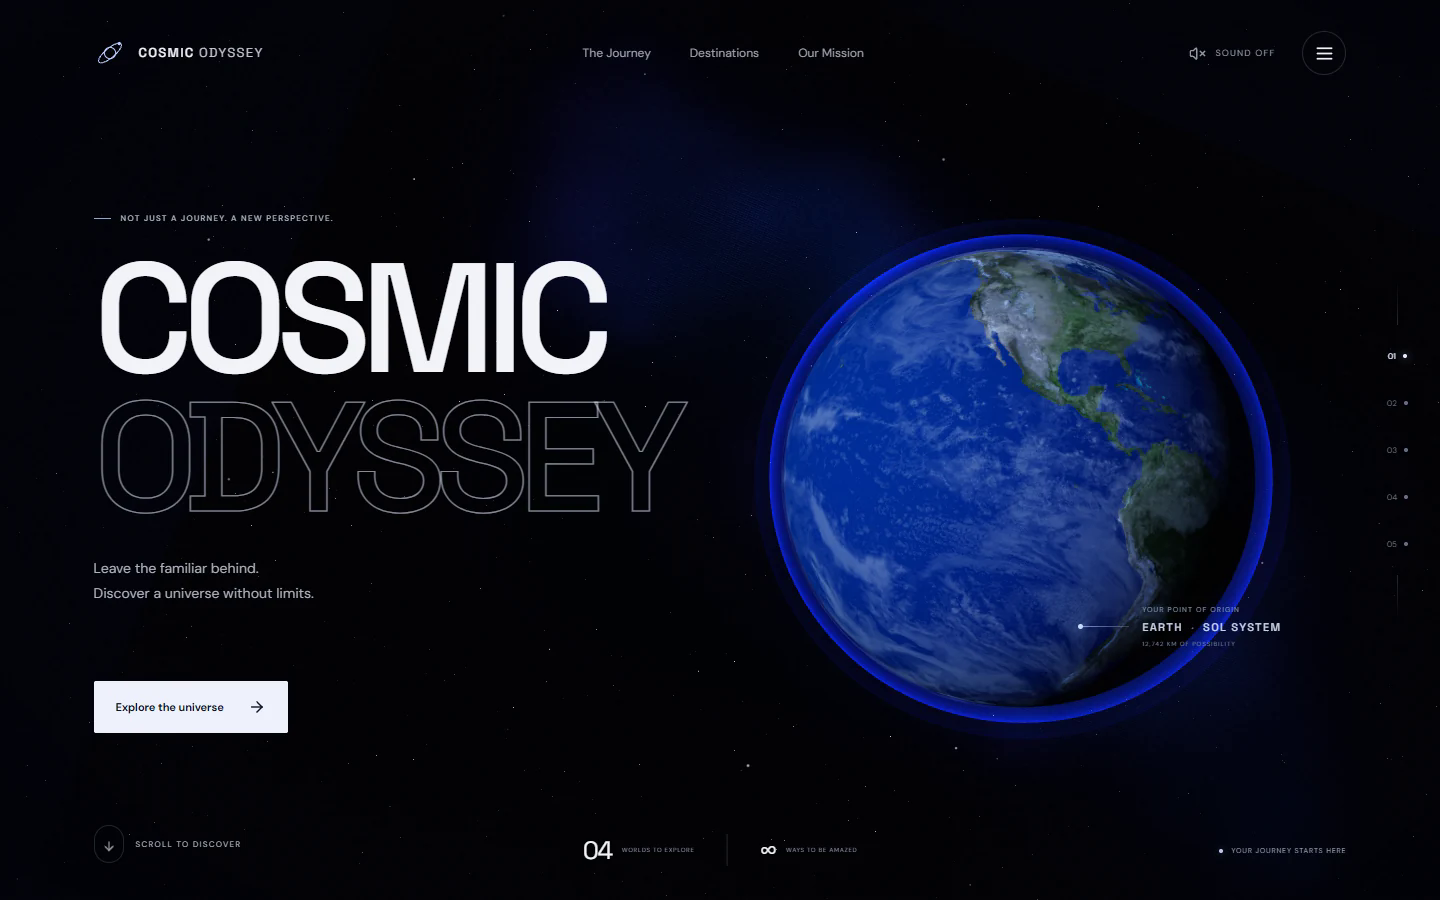 COSMIC ODYSSEY
The Journey
Destinations
Our Mission
SOUND OFF
NOT JUST A JOURNEY. A NEW PERSPECTIVE.
COSMIC
ODYSSEY
01
02
03
04
05
Leave the familiar behind.
Discover a universe without limits.
YOUR POINT OF ORIGIN
EARTH · SOL SYSTEM
12,742 KM OF POSSIBILITY
Explore the universe
SCROLL TO DISCOVER
04 WORLDS TO EXPLORE
∞ WAYS TO BE AMAZED
YOUR JOURNEY STARTS HERE